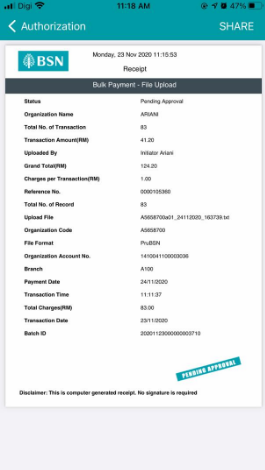 Digi
11:18 AM
47%
Authorization
SHARE
BSN
Monday, 23 Nov 2020 11:15:53
Receipt
Bulk Payment - File Upload
Status Pending Approval
Organization Name ARIANI
Total No. of Transaction 83
Transaction Amount(RM) 41.20
Uploaded By Initiator Ariani
Grand Total(RM) 124.20
Charges per Transaction(RM) 1.00
Reference No. 0000105360
Total No. of Record 83
Upload File A5658700a01_24112020_163739.txt
Organization Code A5658700
File Format PruBSN
Organization Account No. 1410041100000036
Branch A100
Payment Date 24/11/2020
Transaction Time 11:11:37
Total Charges(RM) 83.00
Transaction Date 23/11/2020
Batch ID 20201123000000000710
PENDING APPROVAL
Disclaimer: This is computer generated receipt. No signature is required